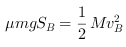 μmgS_B = \frac{1}{2} Mv_B^2